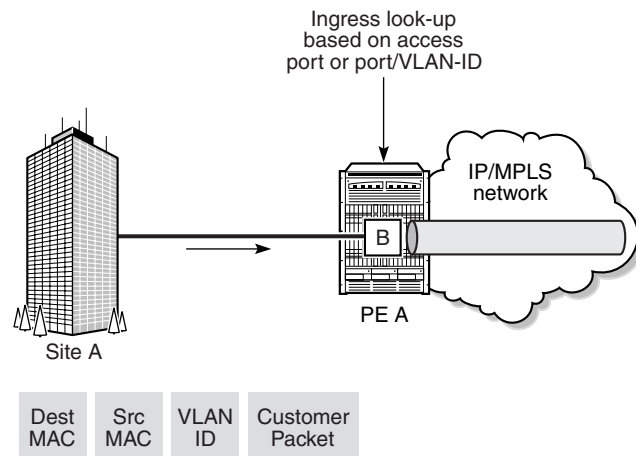 Ingress look-up
based on access
port or port/VLAN-ID
IP/MPLS
network
B
PE A
Site A
Dest
MAC
Src
MAC
VLAN
ID
Customer
Packet